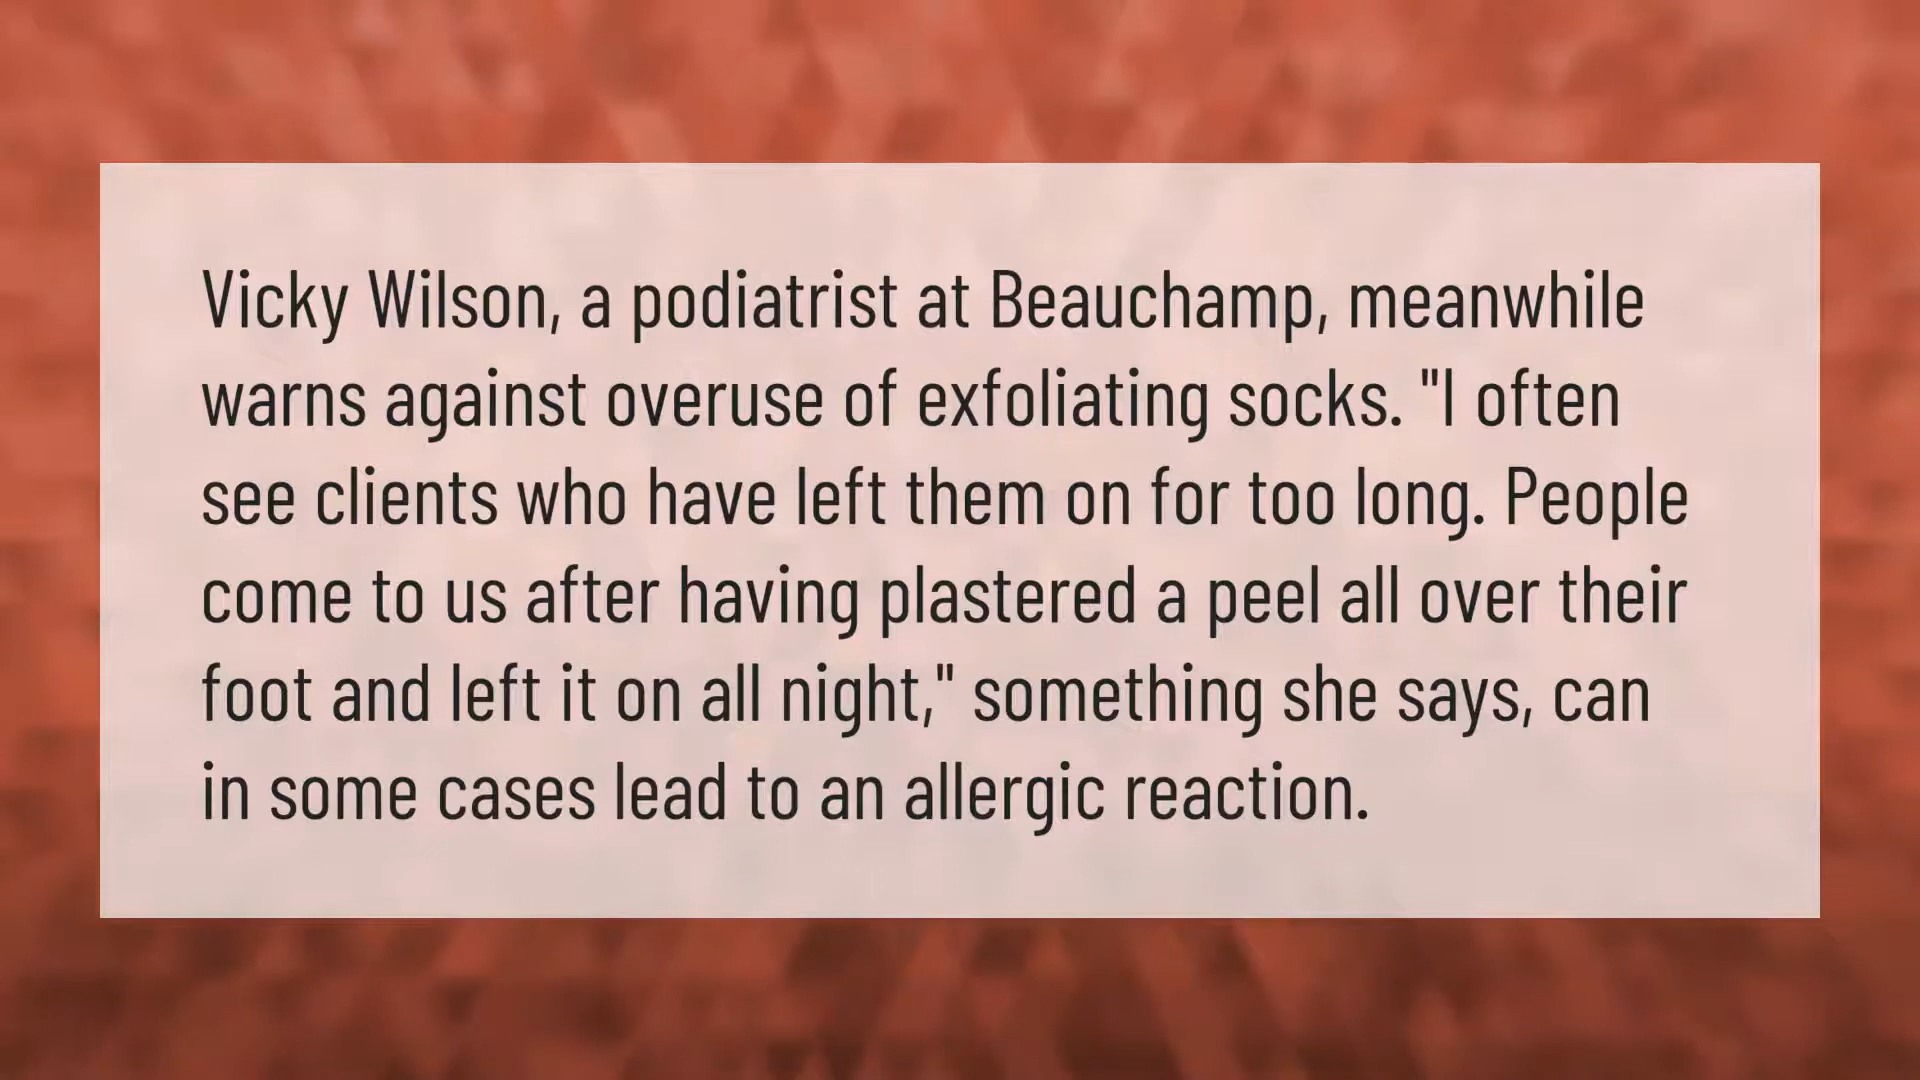 Vicky Wilson, a podiatrist at Beauchamp, meanwhile
warns against overuse of exfoliating socks. "I often
see clients who have left them on for too long. People
come to us after having plastered a peel all over their
foot and left it on all night," something she says, can
in some cases lead to an allergic reaction.